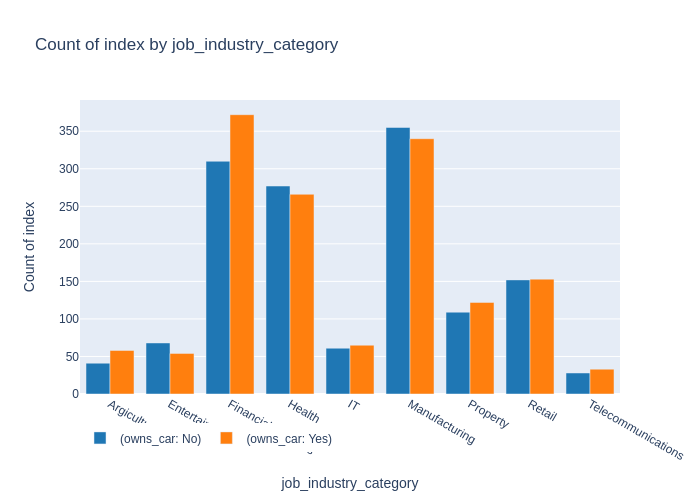 Count of index by job_industry_category
Count of index
350
300
250
200
150
100
50
0
Health
IT
Manufacturing
Property
Retail
Telecommunications
(owns_car: No)
(owns_car: Yes)
job_industry_category